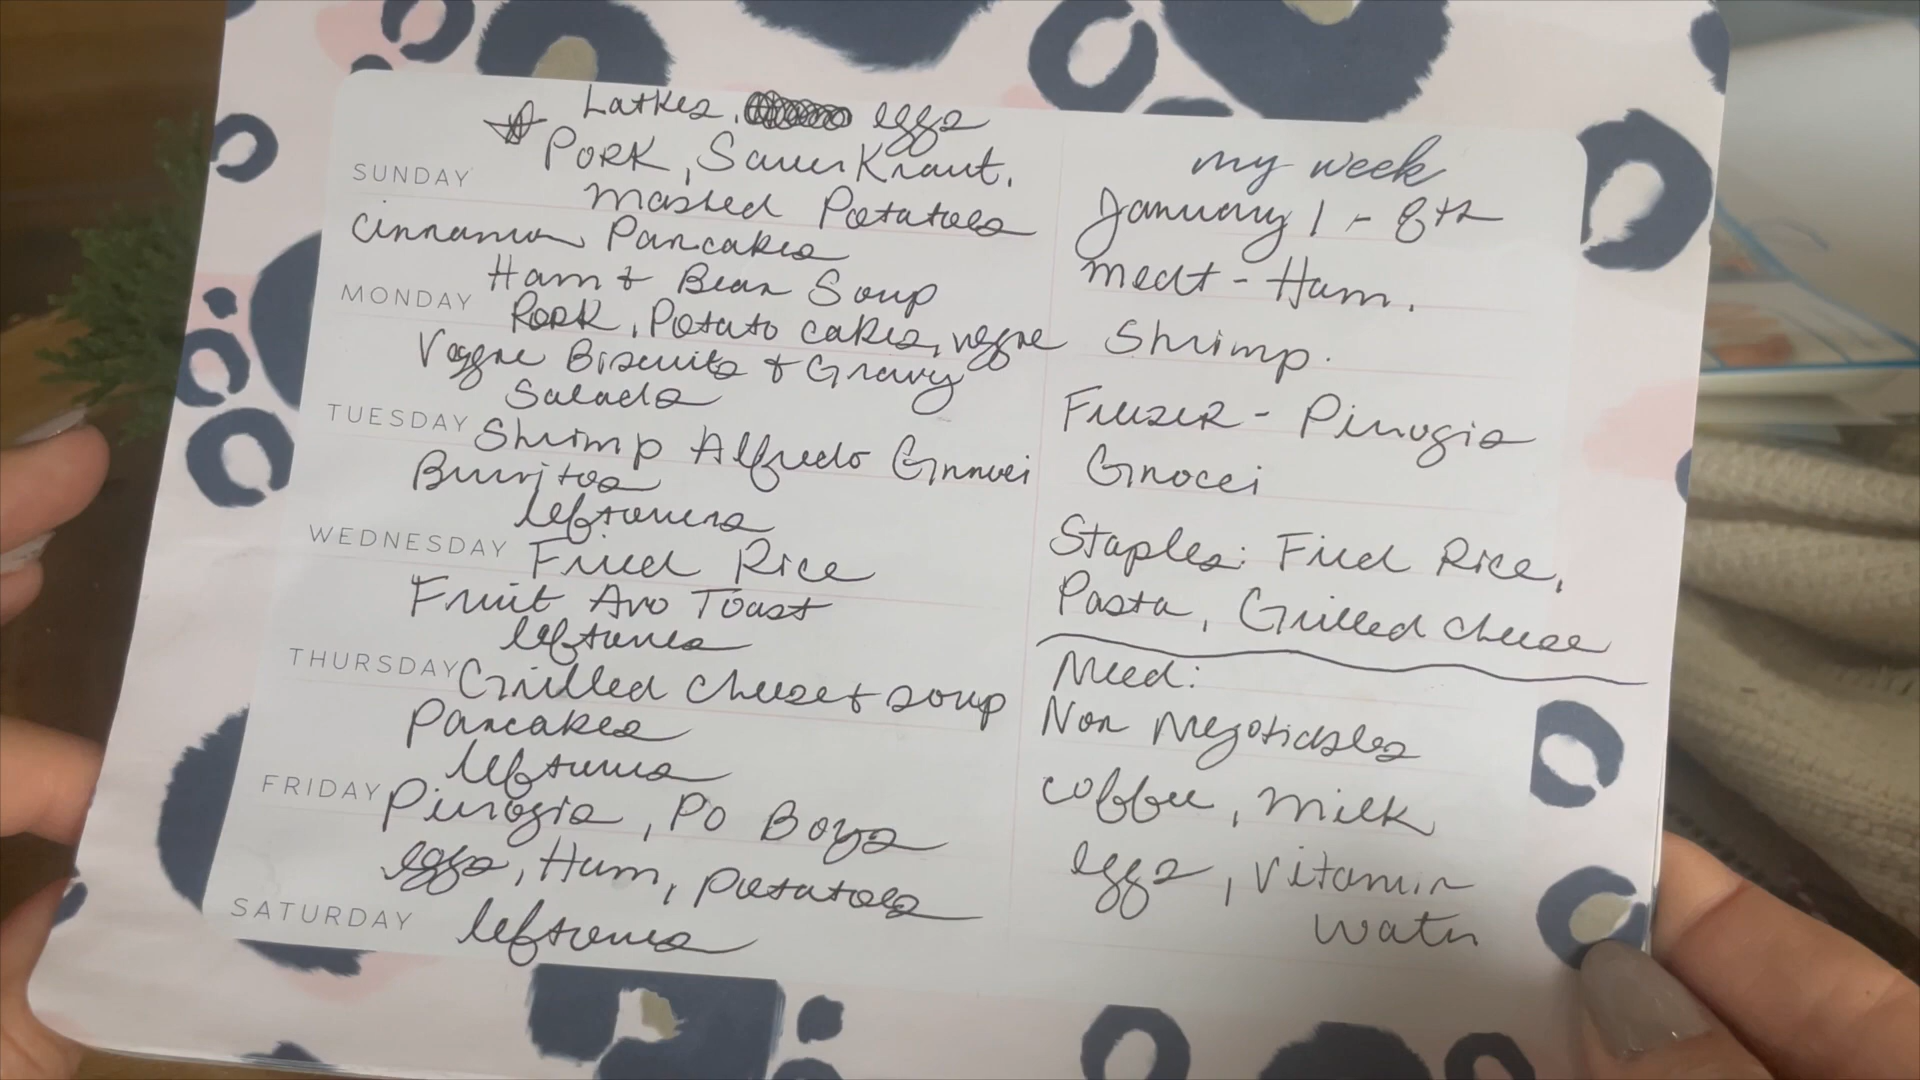 Latkes, eggs
Pork, Sauerkraut,
SUNDAY
Mashed Potatoes
Cinnamon Pancakes
Ham & Bean Soup
MONDAY
Pork, Potato cakes, veggie
Veggie Biscuits & Gravy
Salads
TUESDAY
Shrimp Alfredo
Burritos
leftovers
WEDNESDAY
Fried Rice
Fruit Avo Toast
leftovers
THURSDAY
Grilled cheese & soup
Pancakes
leftovers
FRIDAY
Pierogies, Po Boys
eggs, Ham, potatoes
SATURDAY
leftovers
my week
January 1 - 8th
Meat - Ham.
Shrimp.
Freezer - Pierogies
Gnocci
Staples: Fried Rice,
Pasta, Grilled cheese
Need:
Non Negotiables
coffee, milk
eggs, vitamin
water